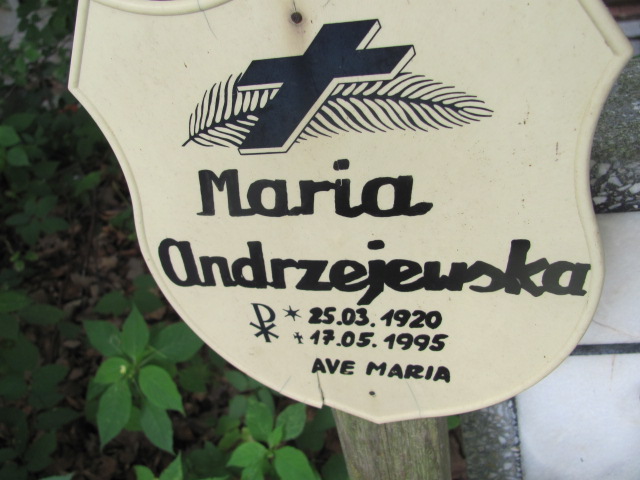 Maria
Andrzejewska
* 25.03.1920
✝ 17.05.1995
AVE MARIA